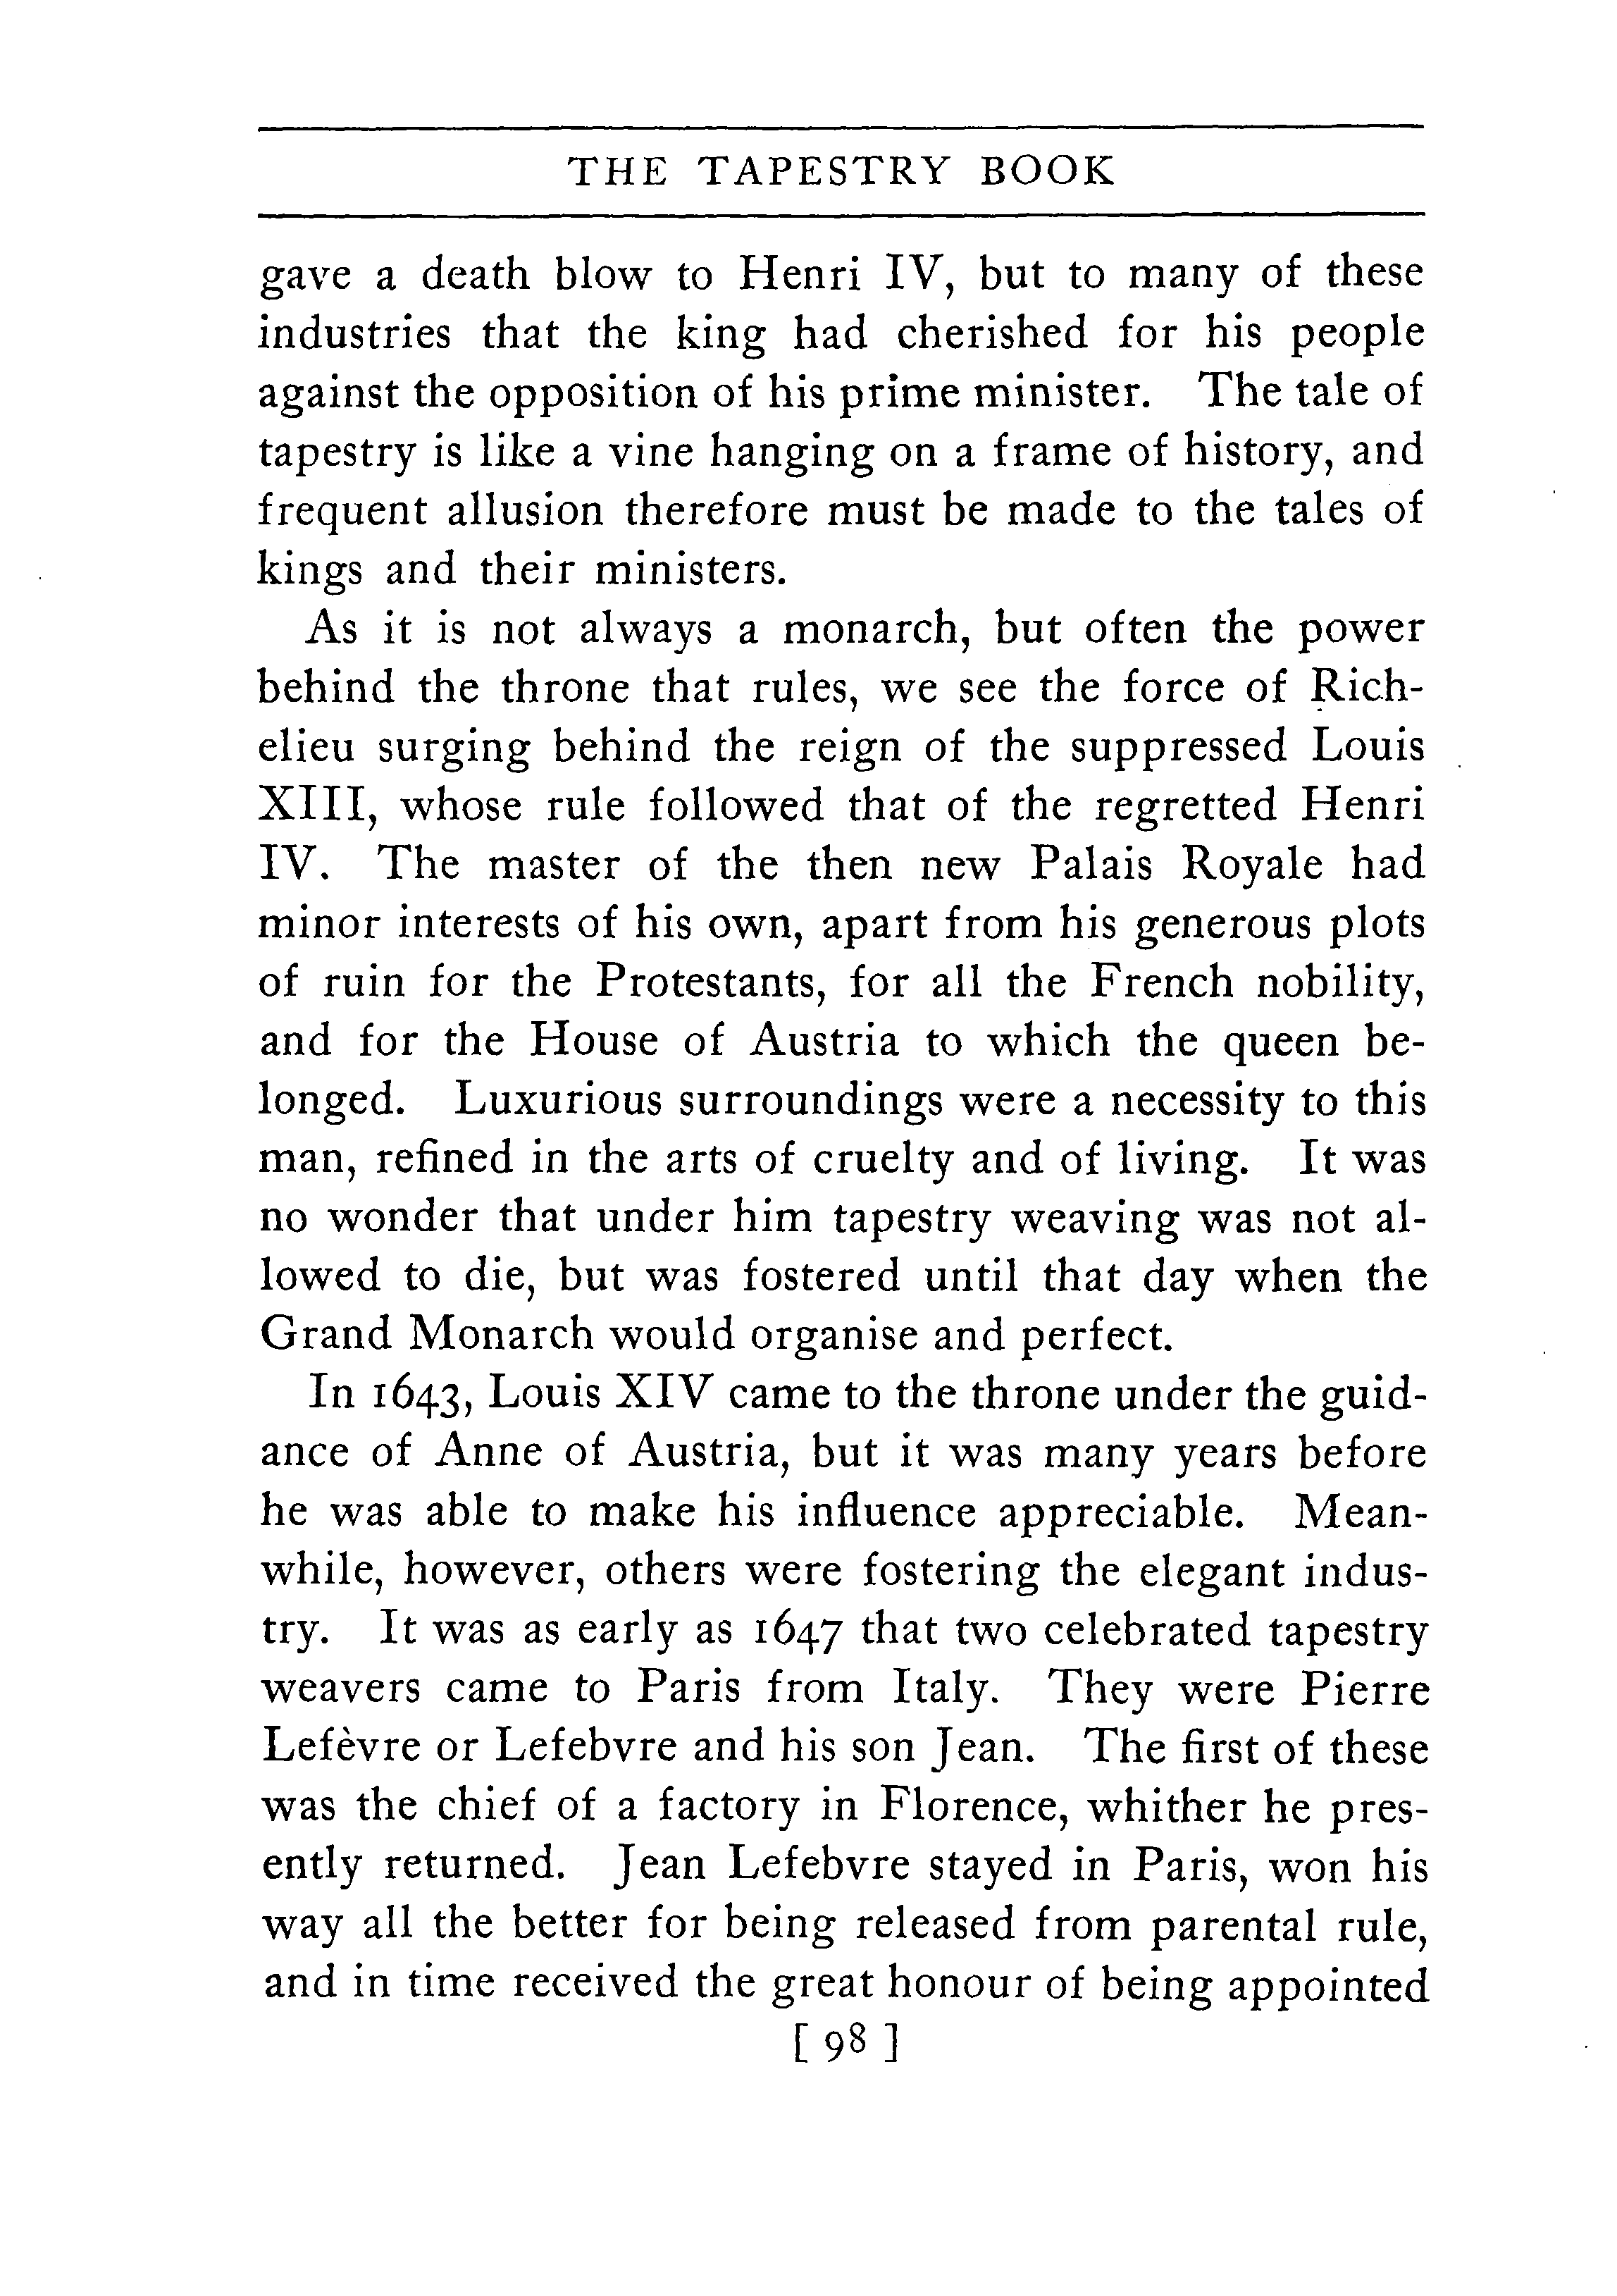 THE TAPESTRY BOOK
gave a death blow to Henri IV, but to many of these
industries that the king had cherished for his people
against the opposition of his prime minister. The tale of
tapestry is like a vine hanging on a frame of history, and
frequent allusion therefore must be made to the tales of
kings and their ministers.
As it is not always a monarch, but often the power
behind the throne that rules, we see the force of Rich-
elieu surging behind the reign of the suppressed Louis
XIII, whose rule followed that of the regretted Henri
IV. The master of the then new Palais Royale had
minor interests of his own, apart from his generous plots
of ruin for the Protestants, for all the French nobility,
and for the House of Austria to which the queen be-
longed. Luxurious surroundings were a necessity to this
man, refined in the arts of cruelty and of living. It was
no wonder that under him tapestry weaving was not al-
lowed to die, but was fostered until that day when the
Grand Monarch would organise and perfect.
In 1643, Louis XIV came to the throne under the guid-
ance of Anne of Austria, but it was many years before
he was able to make his influence appreciable. Mean-
while, however, others were fostering the elegant indus-
try. It was as early as 1647 that two celebrated tapestry
weavers came to Paris from Italy. They were Pierre
Lefèvre or Lefebvre and his son Jean. The first of these
was the chief of a factory in Florence, whither he pres-
ently returned. Jean Lefebvre stayed in Paris, won his
way all the better for being released from parental rule,
and in time received the great honour of being appointed
[ 98 ]